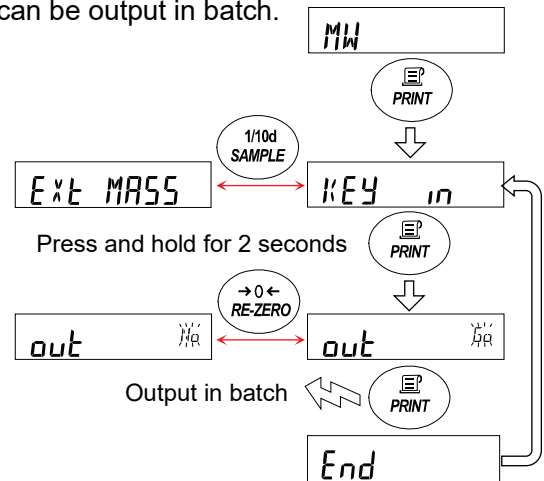 can be output in batch.
MW
PRINT
1/10d
SAMPLE
Ext MASS
KEY in
Press and hold for 2 seconds
PRINT
→0←
RE-ZERO
out No
out Go
Output in batch
PRINT
End